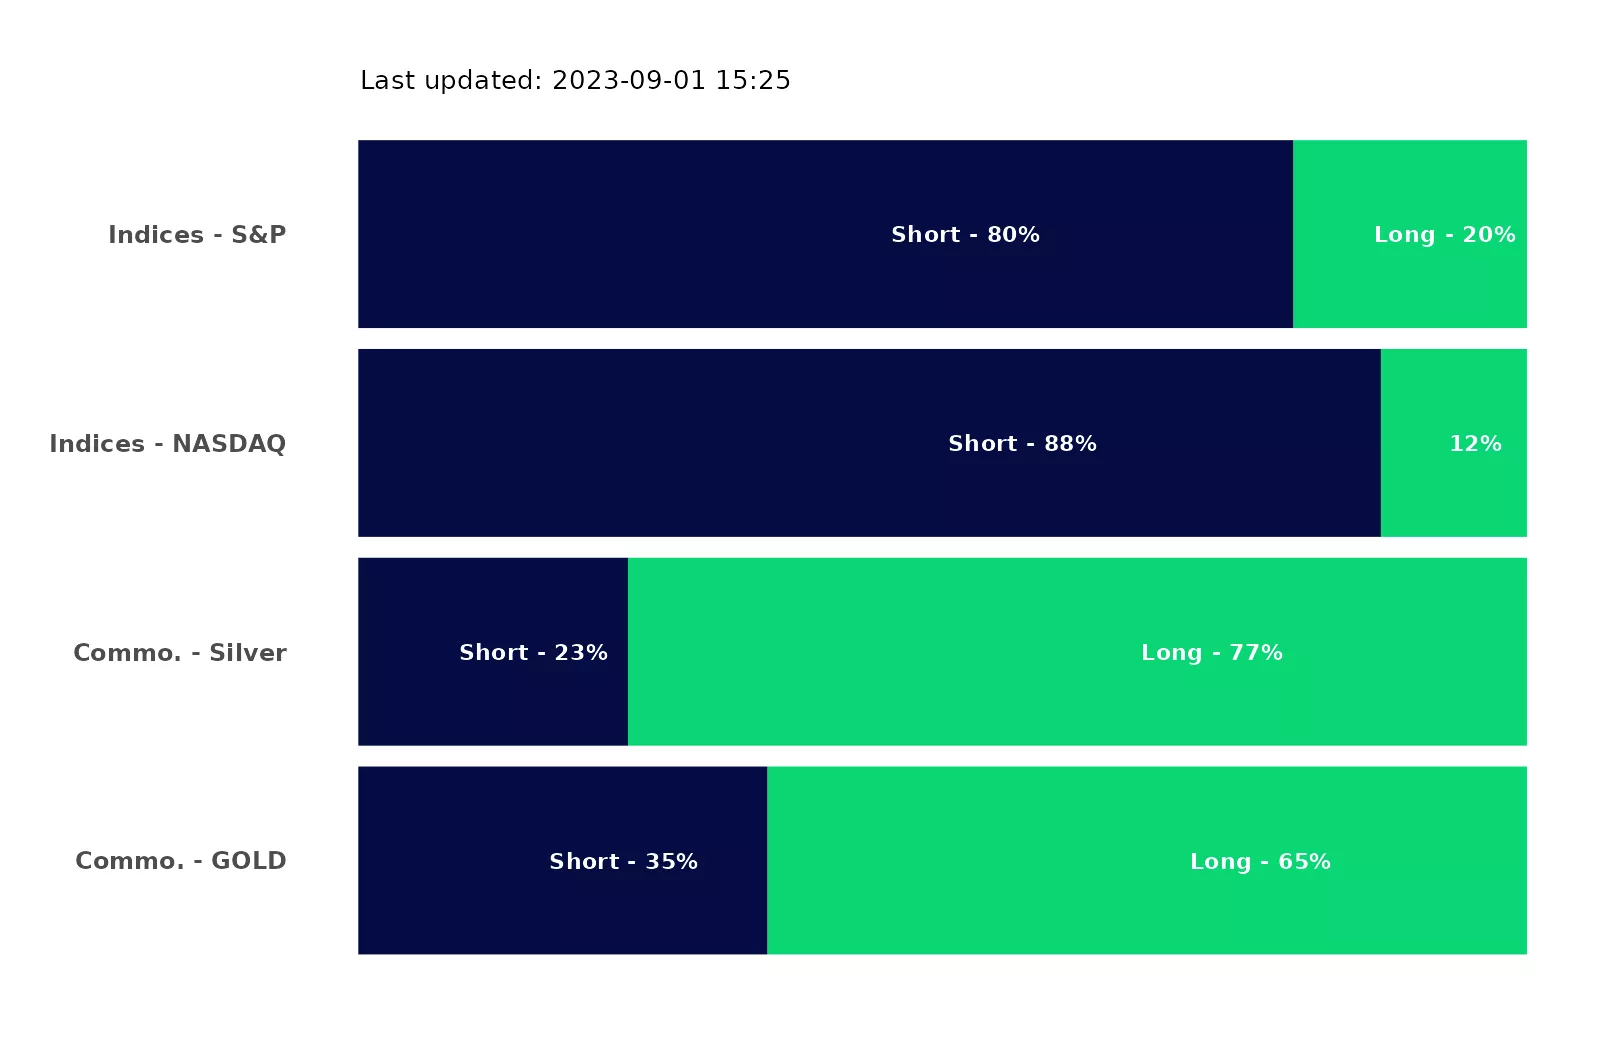 Last updated: 2023-09-01 15:25
Indices - S&P Short - 80% Long - 20%
Indices - NASDAQ Short - 88% 12%
Commo. - Silver Short - 23% Long - 77%
Commo. - GOLD Short - 35% Long - 65%